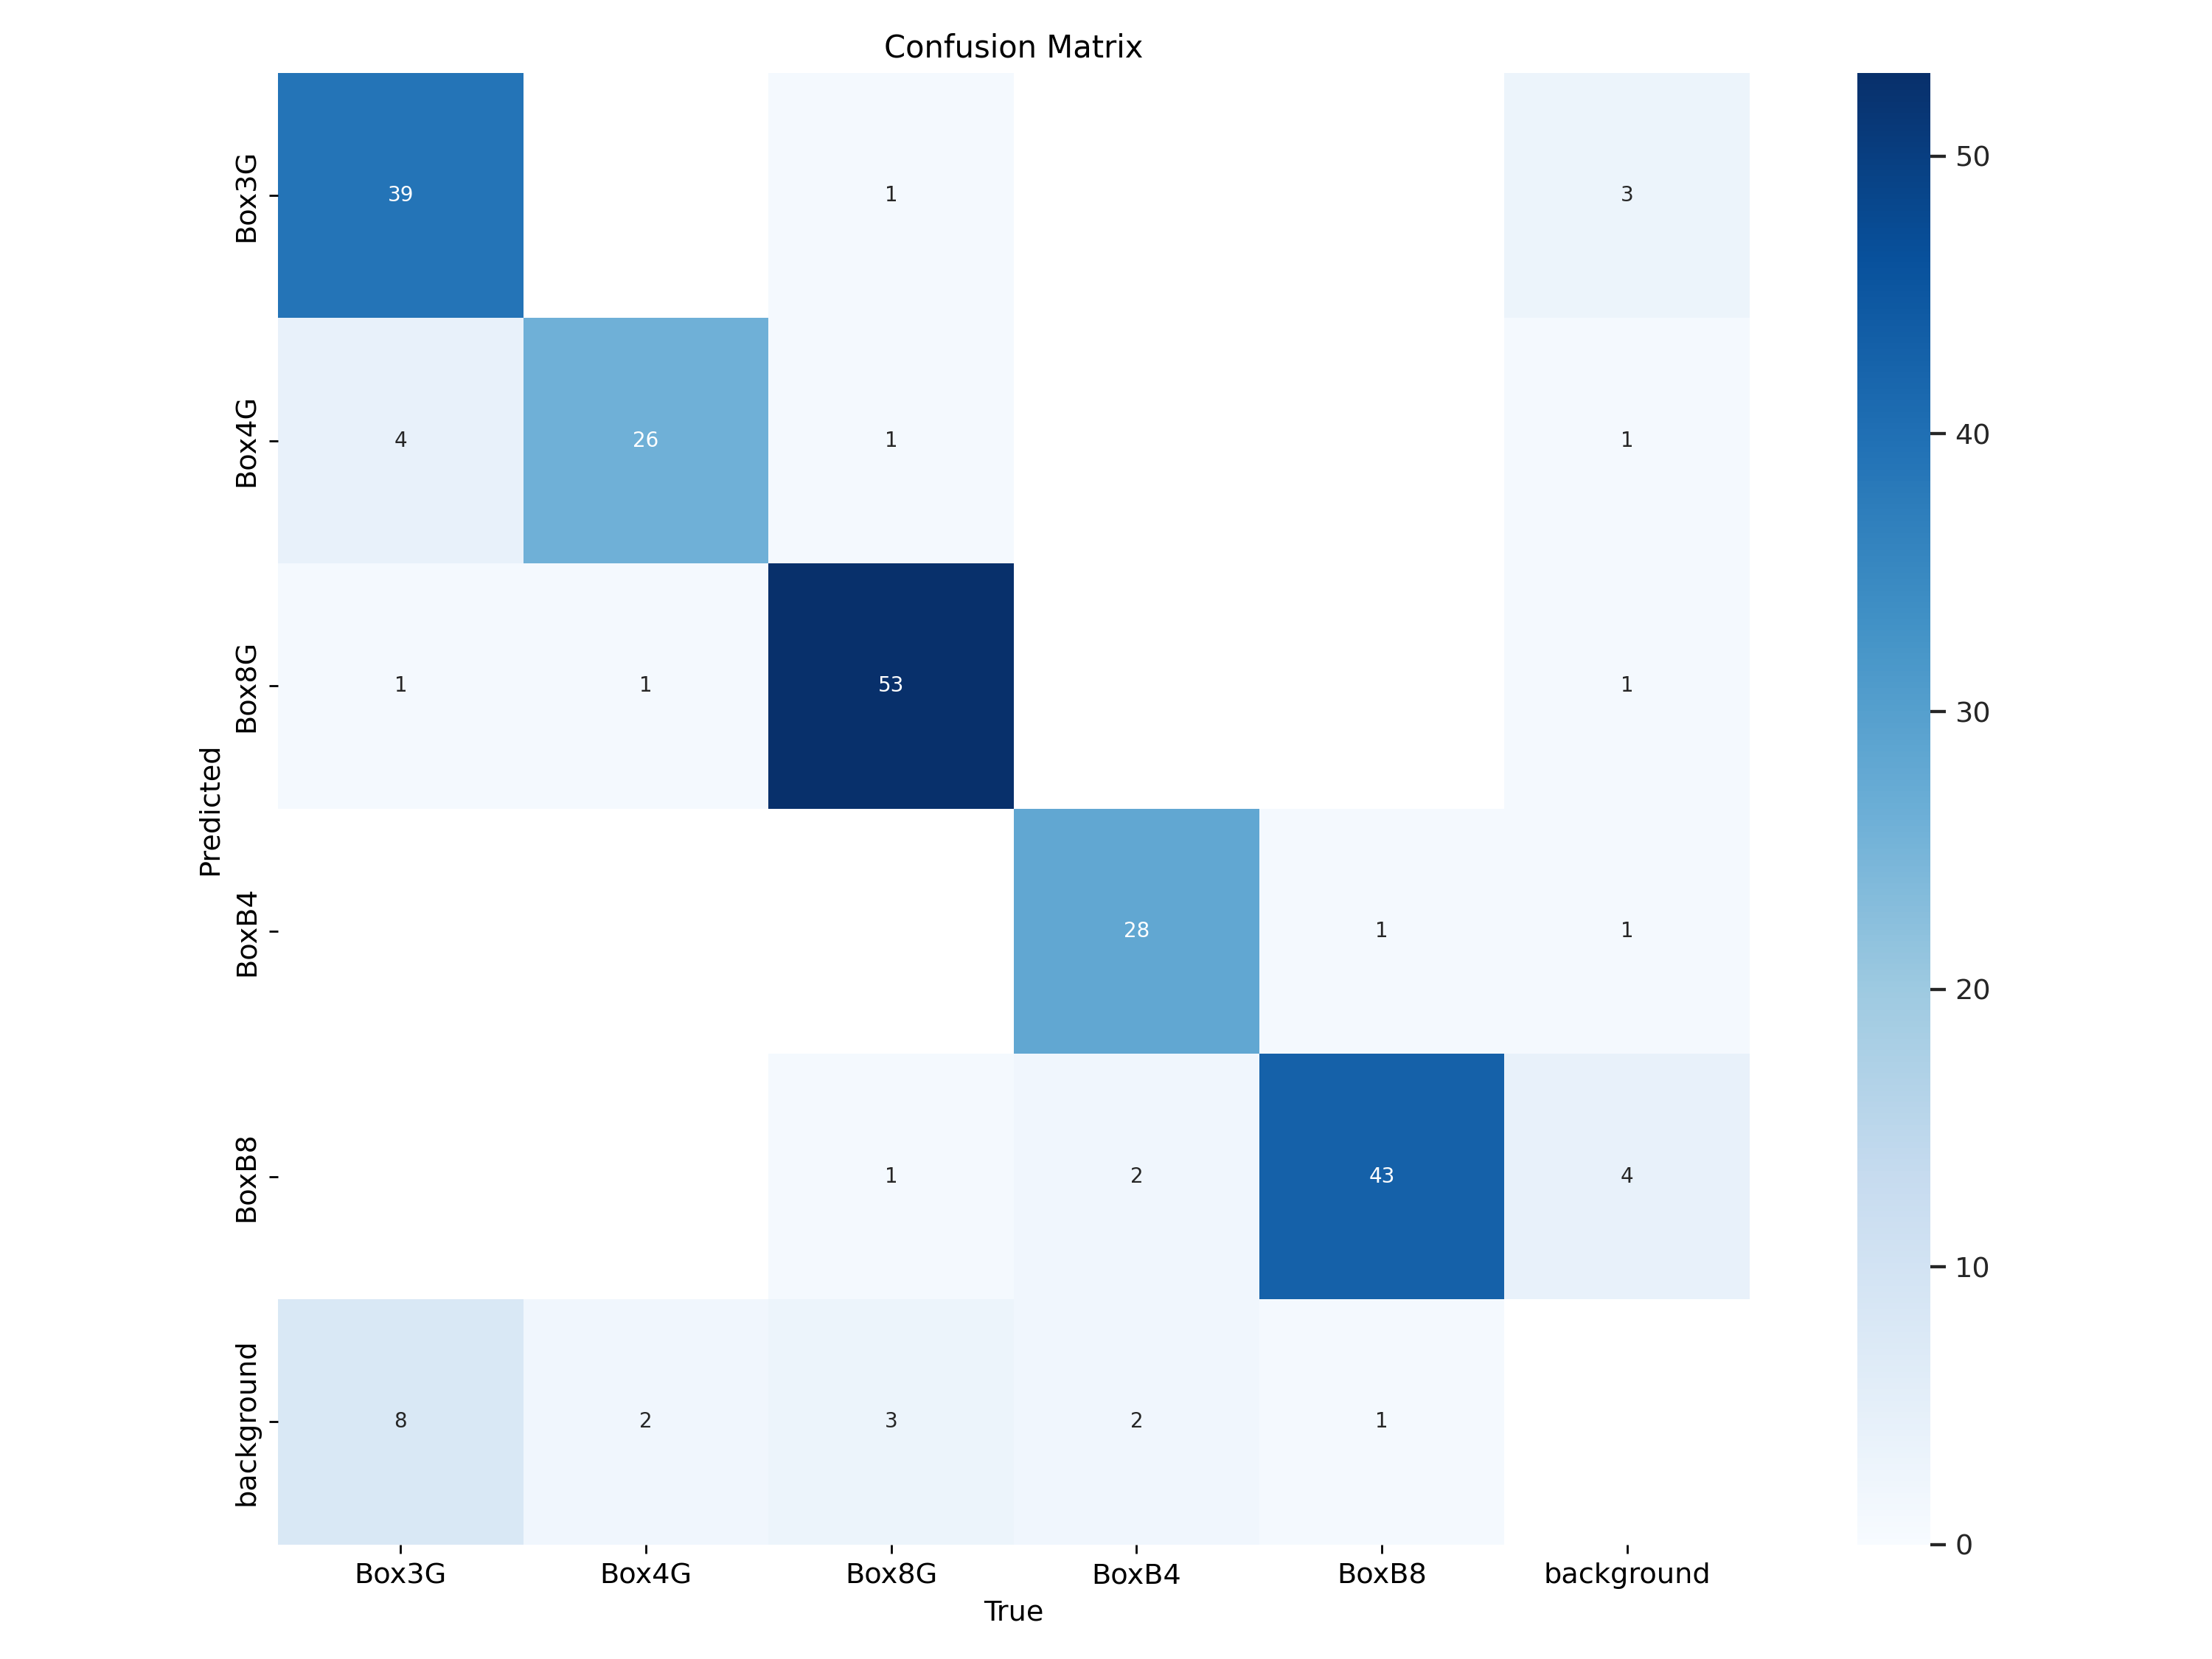 Confusion Matrix
Predicted
Box3G 39 1 3
Box4G 4 26 1 1
Box8G 1 1 53 1
BoxB4 28 1 1
BoxB8 1 2 43 4
background 8 2 3 2 1
Box3G Box4G Box8G BoxB4 BoxB8 background
True
50
40
30
20
10
0